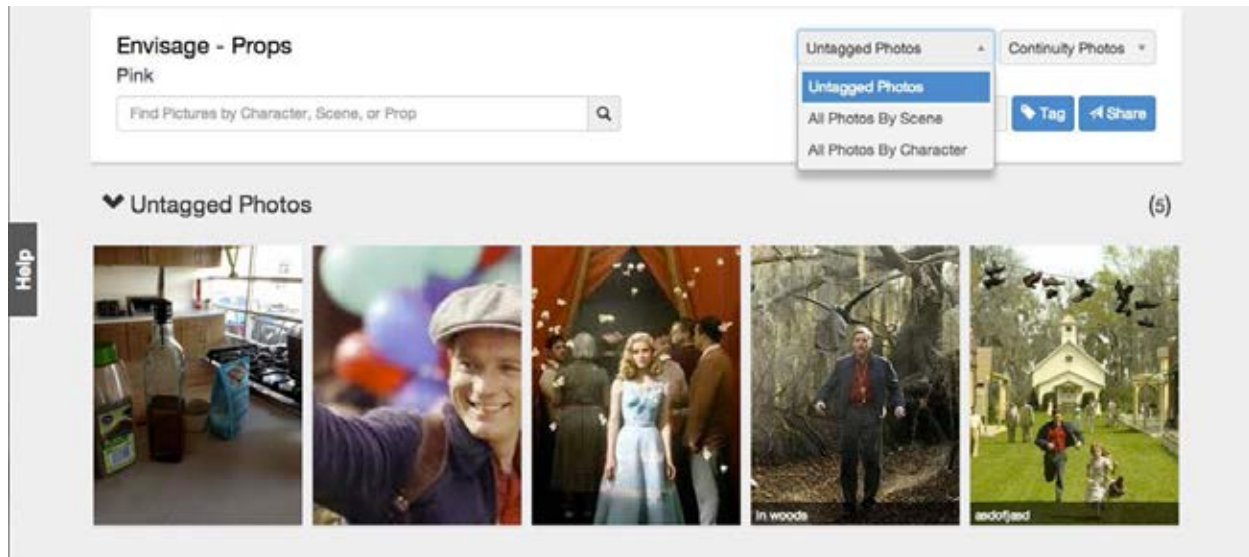 Envisage - Props
Untagged Photos
Continuity Photos
Pink
Untagged Photos
Find Pictures by Character, Scene, or Prop
All Photos By Scene
Tag
Share
All Photos By Character
Untagged Photos
(5)
Help
in woods
asdofjasd